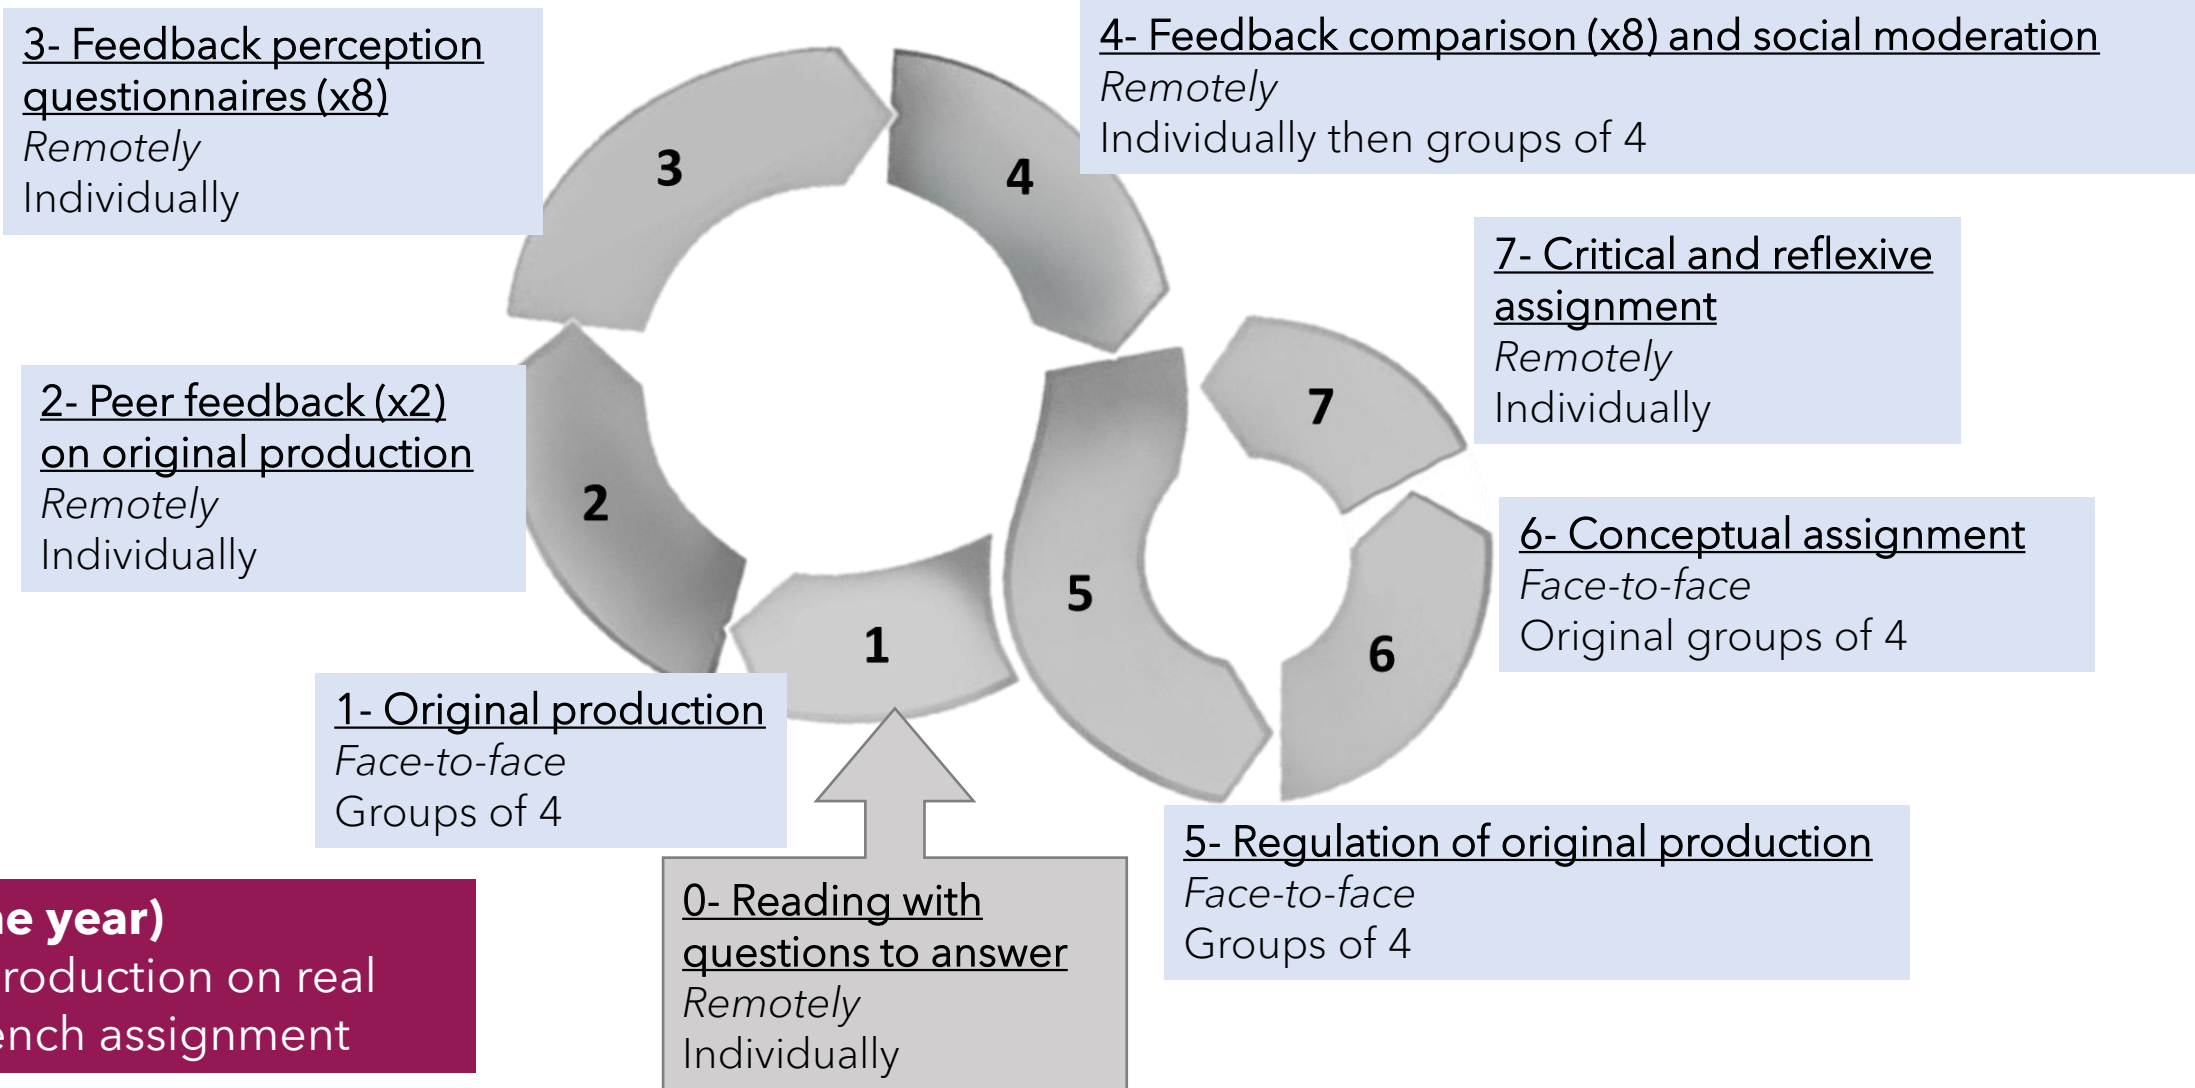 3- Feedback perception
questionnaires (x8)
Remotely
Individually
4- Feedback comparison (x8) and social moderation
Remotely
Individually then groups of 4
3
4
7- Critical and reflexive
assignment
Remotely
Individually
2- Peer feedback (x2)
on original production
Remotely
Individually
7
2
6- Conceptual assignment
Face-to-face
Original groups of 4
5
1
6
1- Original production
Face-to-face
Groups of 4
5- Regulation of original production
Face-to-face
Groups of 4
0- Reading with
questions to answer
Remotely
Individually
year)
on real
assignment